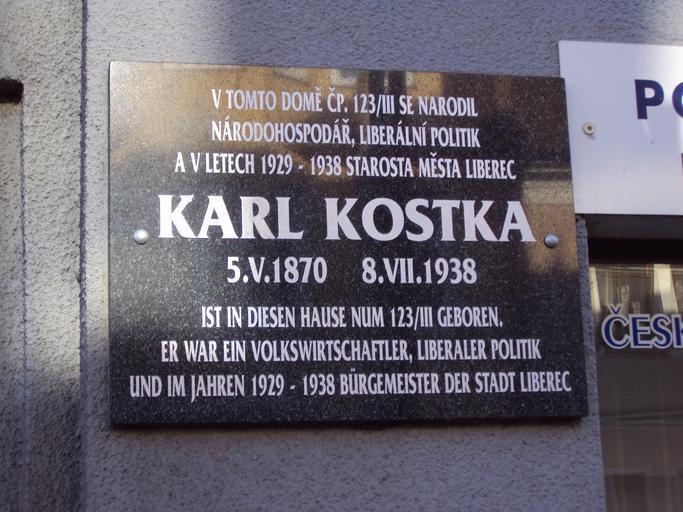 V TOMTO DOMĚ ČP. 123/III SE NARODIL
NÁRODOHOSPODÁŘ, LIBERÁLNÍ POLITIK
A V LETECH 1929 - 1938 STAROSTA MĚSTA LIBEREC
KARL KOSTKA
5.V.1870 8.VII.1938
IST IN DIESEN HAUSE NUM 123/III GEBOREN.
ER WAR EIN VOLKSWIRTSCHAFTLER, LIBERALER POLITIK
UND IM JAHREN 1929 - 1938 BÜRGEMEISTER DER STADT LIBEREC